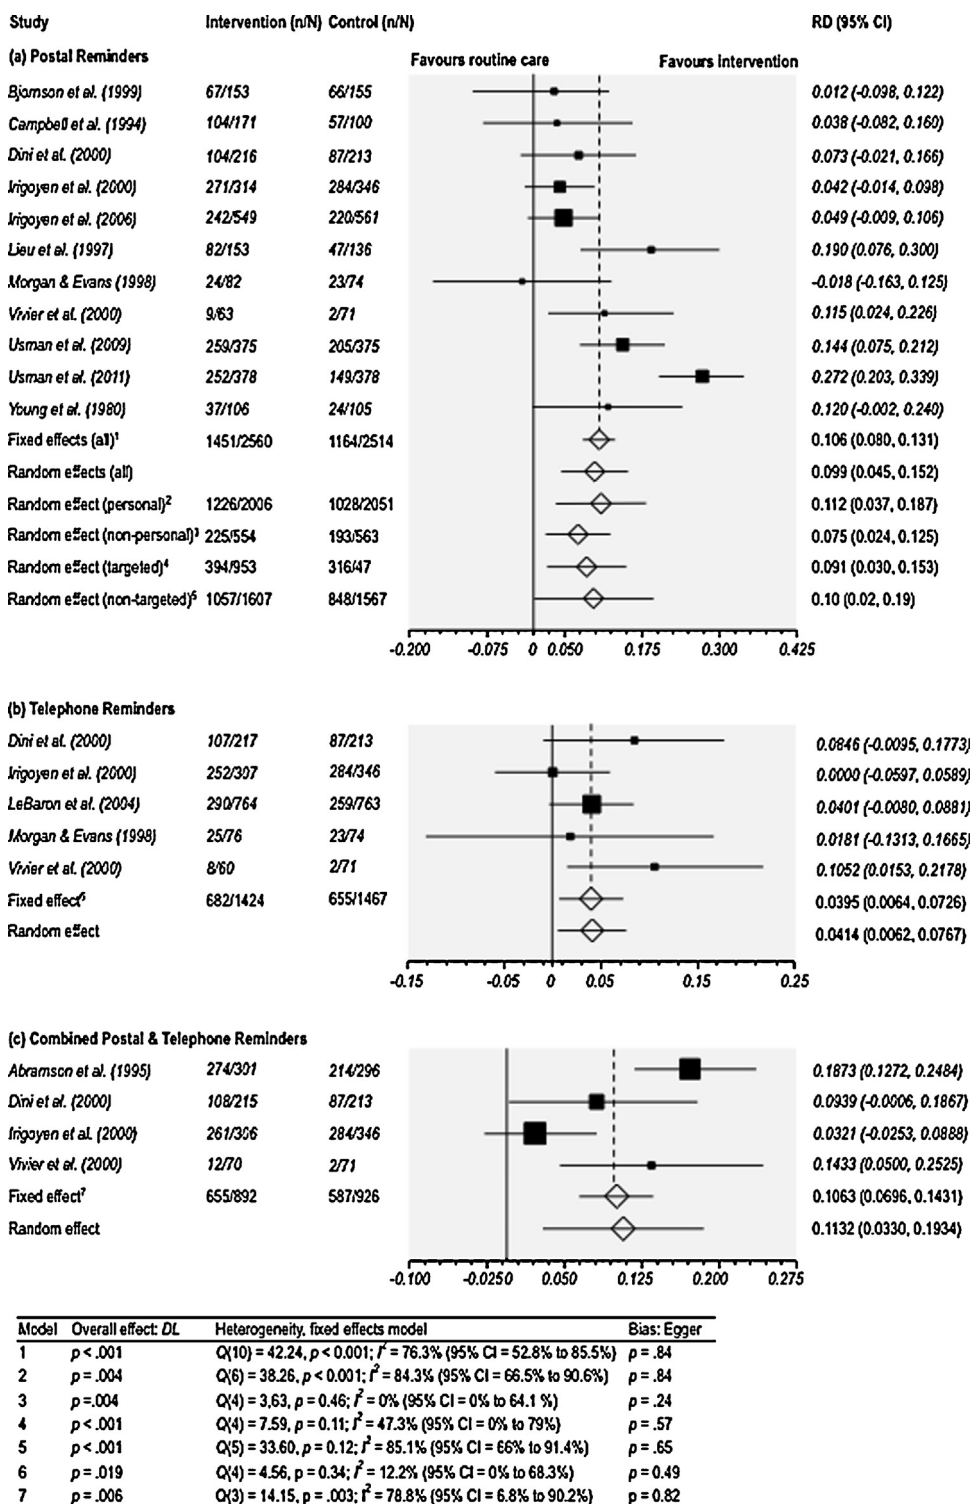 Study Intervention (n/N) Control (n/N) RD (95% CI)
(a) Postal Reminders
Favours routine care Favours intervention
Bjornson et al. (1999) 67/153 66/155 0.012 (-0.098, 0.122)
Campbell et al. (1994) 104/171 57/100 0.038 (-0.082, 0.160)
Dini et al. (2000) 104/216 87/213 0.073 (-0.021, 0.166)
Irigoyen et al. (2000) 271/314 284/346 0.042 (-0.014, 0.098)
Irigoyen et al. (2006) 242/549 220/561 0.049 (-0.009, 0.106)
Lieu et al. (1997) 82/153 47/136 0.190 (0.076, 0.300)
Morgan & Evans (1998) 24/82 23/74 -0.018 (-0.163, 0.125)
Vivier et al. (2000) 9/63 2/71 0.115 (0.024, 0.226)
Usman et al. (2009) 259/375 205/375 0.144 (0.075, 0.212)
Usman et al. (2011) 252/378 149/378 0.272 (0.203, 0.339)
Young et al. (1980) 37/106 24/105 0.120 (-0.002, 0.240)
Fixed effects (all)¹ 1451/2560 1164/2514 0.106 (0.080, 0.131)
Random effects (all) 0.099 (0.045, 0.152)
Random effect (personal)² 1226/2006 1028/2051 0.112 (0.037, 0.187)
Random effect (non-personal)³ 225/554 193/563 0.075 (0.024, 0.125)
Random effect (targeted)⁴ 394/953 316/47 0.091 (0.030, 0.153)
Random effect (non-targeted)⁵ 1057/1607 848/1567 0.10 (0.02, 0.19)
-0.200 -0.075 0 0.050 0.175 0.300 0.425
(b) Telephone Reminders
Dini et al. (2000) 107/217 87/213 0.0846 (-0.0095, 0.1773)
Irigoyen et al. (2000) 252/307 284/346 0.0000 (-0.0597, 0.0589)
LeBaron et al. (2004) 290/764 259/763 0.0401 (-0.0080, 0.0881)
Morgan & Evans (1998) 25/76 23/74 0.0181 (-0.1313, 0.1665)
Vivier et al. (2000) 8/60 2/71 0.1052 (0.0153, 0.2178)
Fixed effect⁶ 682/1424 655/1467 0.0395 (0.0064, 0.0726)
Random effect 0.0414 (0.0062, 0.0767)
-0.15 -0.05 0 0.05 0.15 0.25
(c) Combined Postal & Telephone Reminders
Abramson et al. (1995) 274/301 214/296 0.1873 (0.1272, 0.2484)
Dini et al. (2000) 108/215 87/213 0.0939 (-0.0006, 0.1867)
Irigoyen et al. (2000) 261/306 284/346 0.0321 (-0.0253, 0.0888)
Vivier et al. (2000) 12/70 2/71 0.1433 (0.0500, 0.2525)
Fixed effect⁷ 655/892 587/926 0.1063 (0.0696, 0.1431)
Random effect 0.1132 (0.0330, 0.1934)
-0.100 -0.0250 0.050 0.125 0.200 0.275
Model Overall effect: DL Heterogeneity, fixed effects model Bias: Egger
1 p < .001 Q(10) = 42.24, p < 0.001; I² = 76.3% (95% CI = 52.8% to 85.5%) p = .84
2 p = .004 Q(6) = 38.26, p < 0.001; I² = 84.3% (95% CI = 66.5% to 90.6%) p = .84
3 p =.004 Q(4) = 3,63, p = 0.46; I² = 0% (95% CI = 0% to 64.1 %) p = .24
4 p < .001 Q(4) = 7.59, p = 0.11; I² = 47.3% (95% CI = 0% to 79%) p = .57
5 p < .001 Q(5) = 33.60, p = 0.12; I² = 85.1% (95% CI = 66% to 91.4%) p = .65
6 p = .019 Q(4) = 4.56, p = 0.34; I² = 12.2% (95% CI = 0% to 68.3%) p = 0.49
7 p = .006 Q(3) = 14.15, p = .003; I² = 78.8% (95% CI = 6.8% to 90.2%) p = 0.82